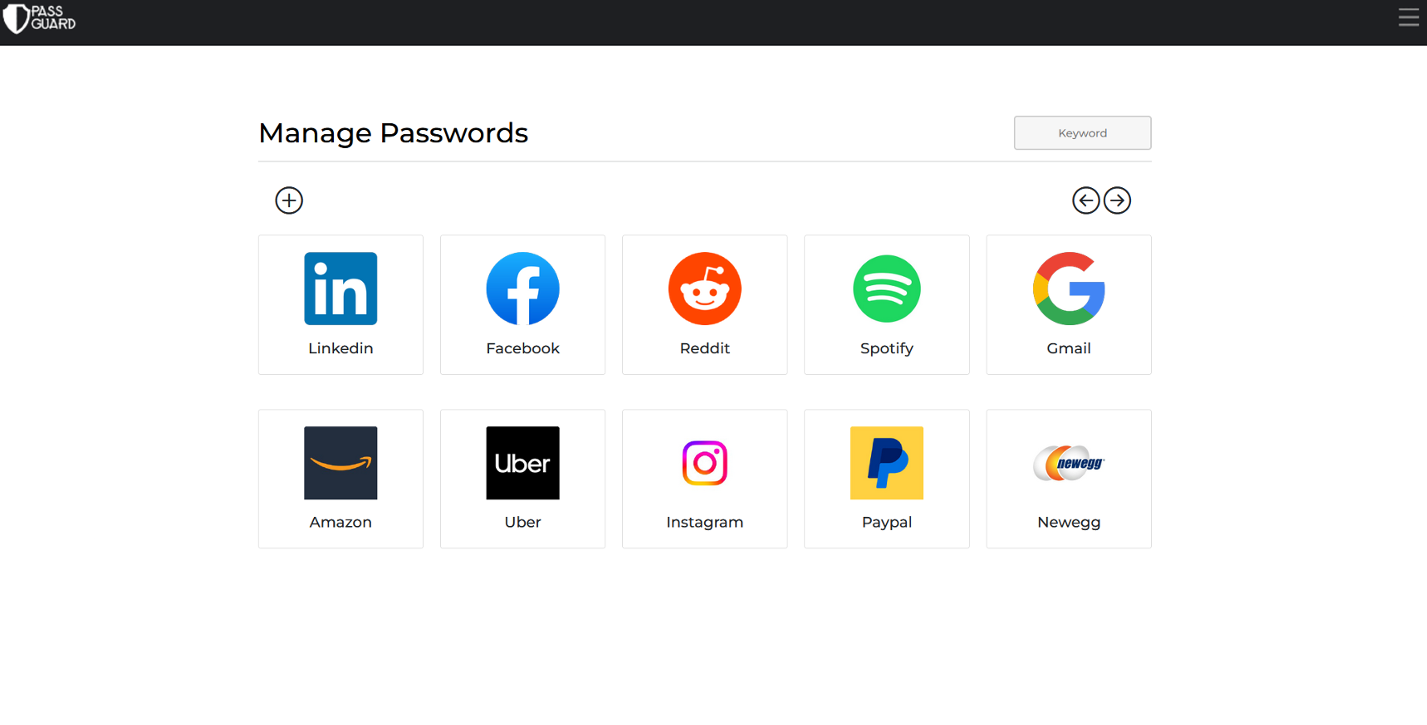 PASS
GUARD
Manage Passwords
Keyword
in
Linkedin
Facebook
Reddit
Spotify
Gmail
Uber
newegg
Amazon
Uber
Instagram
Paypal
Newegg